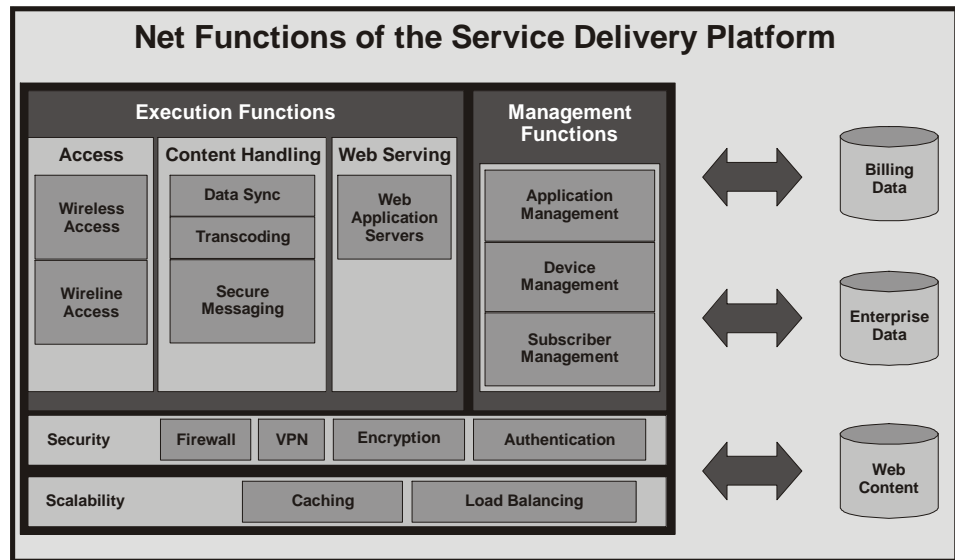 Net Functions of the Service Delivery Platform
Execution Functions
Access
Wireless
Access
Wireline
Access
Content Handling
Data Sync
Transcoding
Secure
Messaging
Web Serving
Web
Application
Servers
Management
Functions
Application
Management
Device
Management
Subscriber
Management
Security
Firewall
VPN
Encryption
Authentication
Scalability
Caching
Load Balancing
Billing
Data
Enterprise
Data
Web
Content